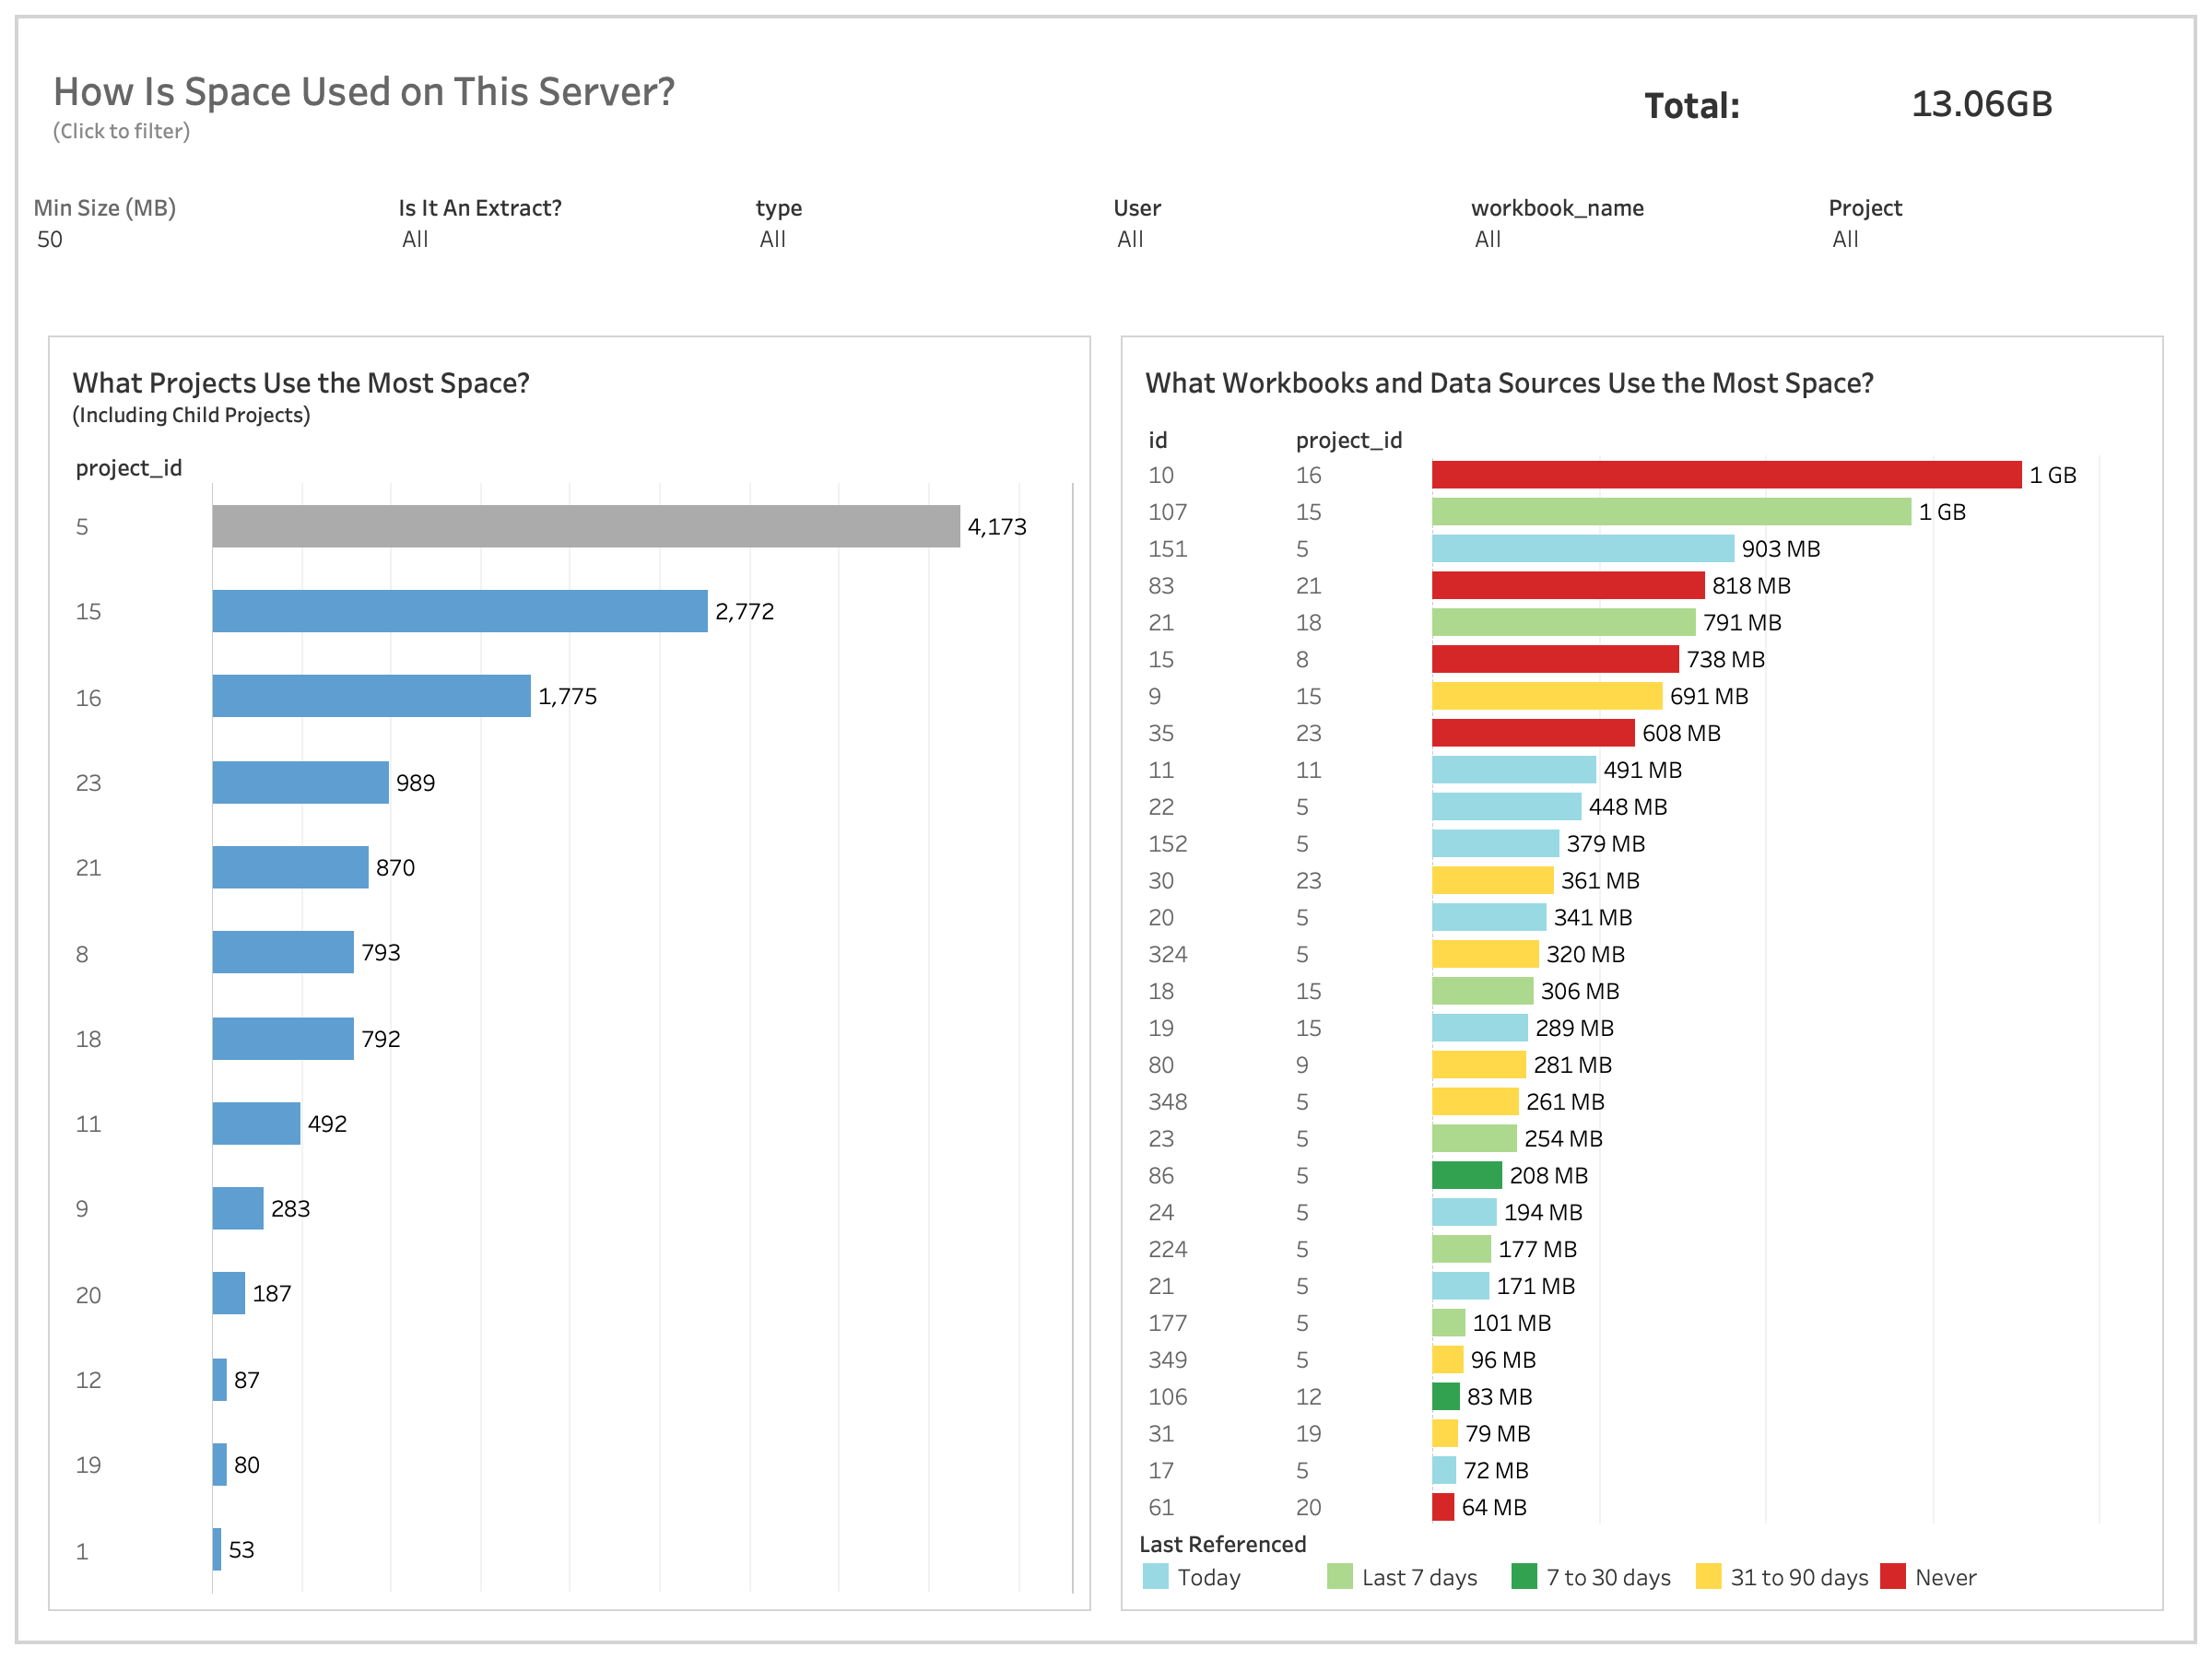 How Is Space Used on This Server?
(Click to filter)
Total: 13.06GB
Min Size (MB) Is It An Extract? type User workbook_name Project
50 All All All All All
What Projects Use the Most Space?
(Including Child Projects)
project_id
5 4,173
15 2,772
16 1,775
23 989
21 870
8 793
18 792
11 492
9 283
20 187
12 87
19 80
1 53
What Workbooks and Data Sources Use the Most Space?
id project_id
10 16 1 GB
107 15 1 GB
151 5 903 MB
83 21 818 MB
21 18 791 MB
15 8 738 MB
9 15 691 MB
35 23 608 MB
11 11 491 MB
22 5 448 MB
152 5 379 MB
30 23 361 MB
20 5 341 MB
324 5 320 MB
18 15 306 MB
19 15 289 MB
80 9 281 MB
348 5 261 MB
23 5 254 MB
86 5 208 MB
24 5 194 MB
224 5 177 MB
21 5 171 MB
177 5 101 MB
349 5 96 MB
106 12 83 MB
31 19 79 MB
17 5 72 MB
61 20 64 MB
Last Referenced
Today Last 7 days 7 to 30 days 31 to 90 days Never